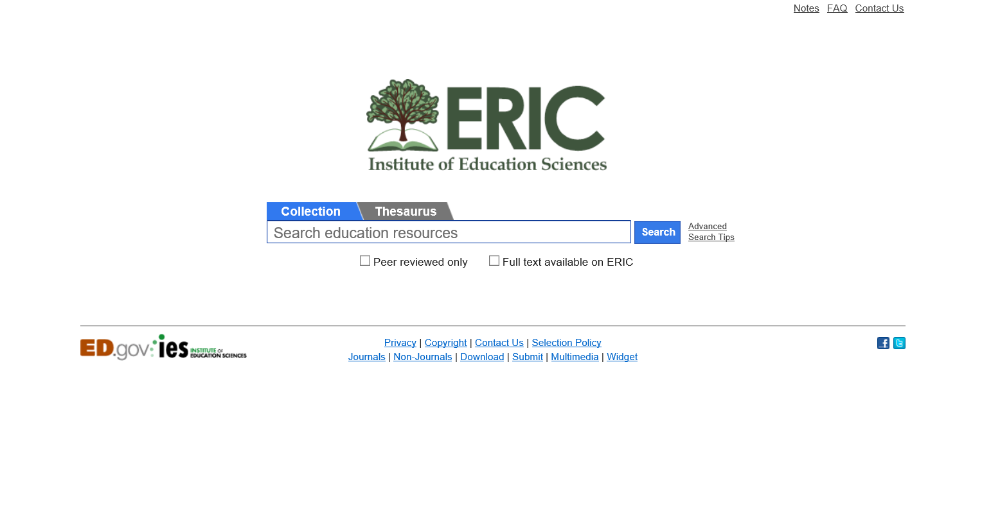 Notes FAQ Contact Us
ERIC
Institute of Education Sciences
Collection Thesaurus
Search education resources Search Advanced
Search Tips
Peer reviewed only Full text available on ERIC
ED.gov ies INSTITUTE OF
EDUCATION SCIENCES
Privacy | Copyright | Contact Us | Selection Policy
Journals | Non-Journals | Download | Submit | Multimedia | Widget
f t